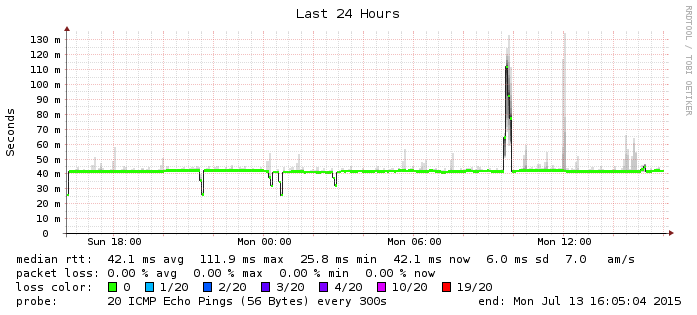 Last 24 Hours
RRDTOOL / TOBI OETIKER
Seconds
130 m
120 m
110 m
100 m
90 m
80 m
70 m
60 m
50 m
40 m
30 m
20 m
10 m
0
Sun 18:00 Mon 00:00 Mon 06:00 Mon 12:00
median rtt: 42.1 ms avg 111.9 ms max 25.8 ms min 42.1 ms now 6.0 ms sd 7.0 am/s
packet loss: 0.00 % avg 0.00 % max 0.00 % min 0.00 % now
loss color: 0 1/20 2/20 3/20 4/20 10/20 19/20
probe: 20 ICMP Echo Pings (56 Bytes) every 300s end: Mon Jul 13 16:05:04 2015